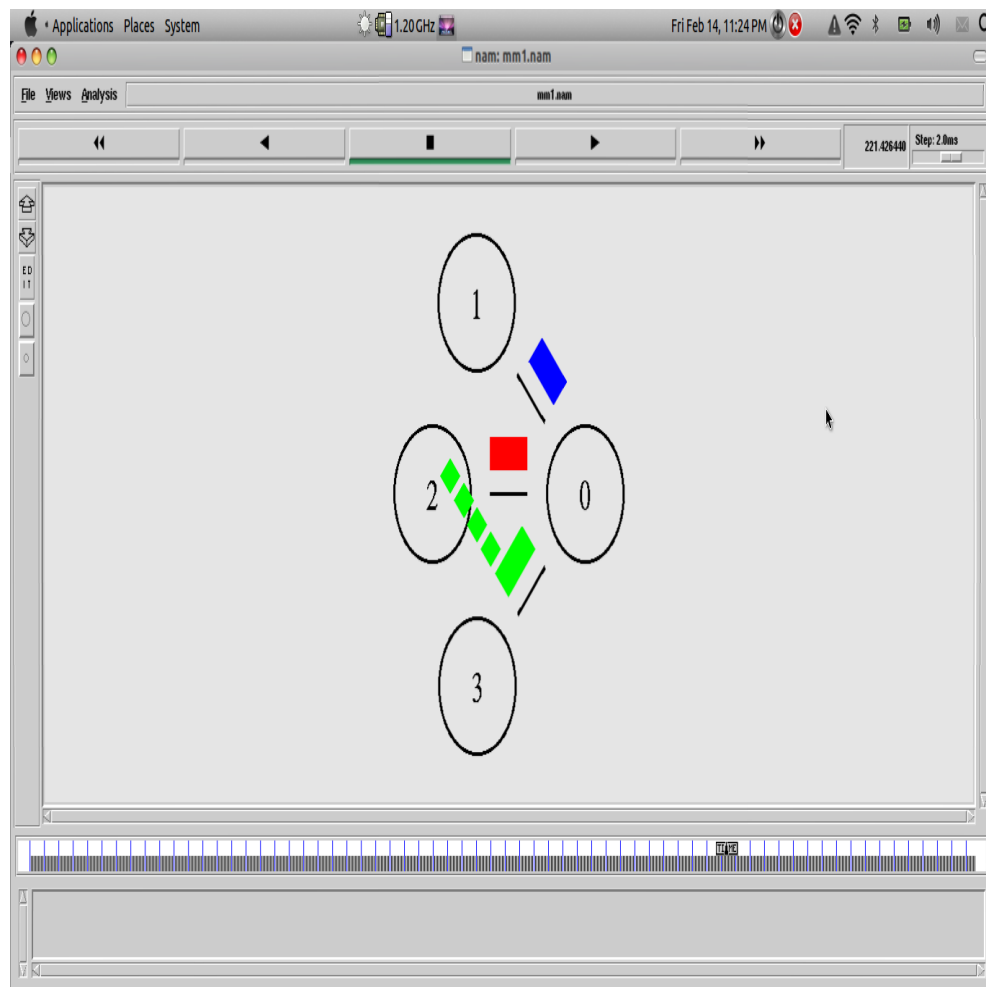 Applications Places System 1.20 GHz Fri Feb 14, 11:24 PM
nam: mm1.nam
File Views Analysis mm1.nam
221.426440 Step: 2.0ms
ED
IT
1
2 0
3
TIME